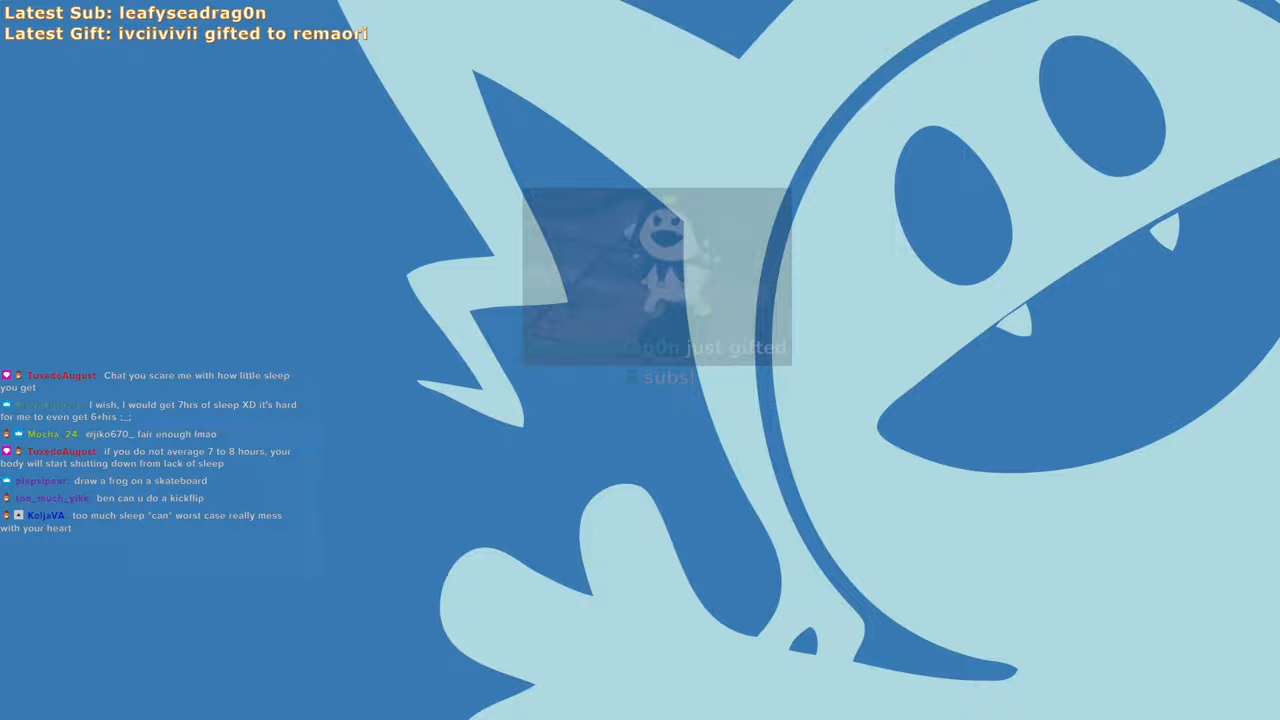 Latest Sub: leafyseadrag0n
Latest Gift: ivciivivii gifted to remaori
just gifted
subs!
TuxedoAugust: Chat you scare me with how little sleep
you get
I wish, I would get 7hrs of sleep XD it's hard
for me to even get 6+hrs ;_;
Mocha_24: @jiko670_ fair enough lmao
TuxedoAugust: if you do not average 7 to 8 hours, your
body will start shutting down from lack of sleep
draw a frog on a skateboard
too_much_yike: ben can u do a kickflip
KoljaVA: too much sleep *can* worst case really mess
with your heart